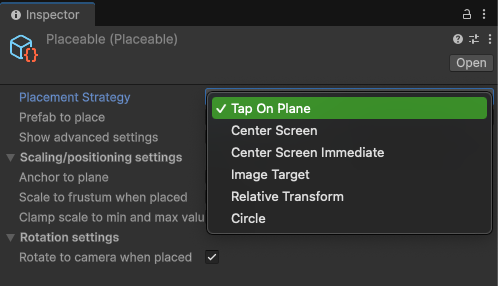 Inspector
Placeable (Placeable)
Open
Placement Strategy
Tap On Plane
Prefab to place
Center Screen
Show advanced settings
Center Screen Immediate
Scaling/positioning settings
Image Target
Anchor to plane
Relative Transform
Scale to frustum when placed
Circle
Clamp scale to min and max valu
Rotation settings
Rotate to camera when placed